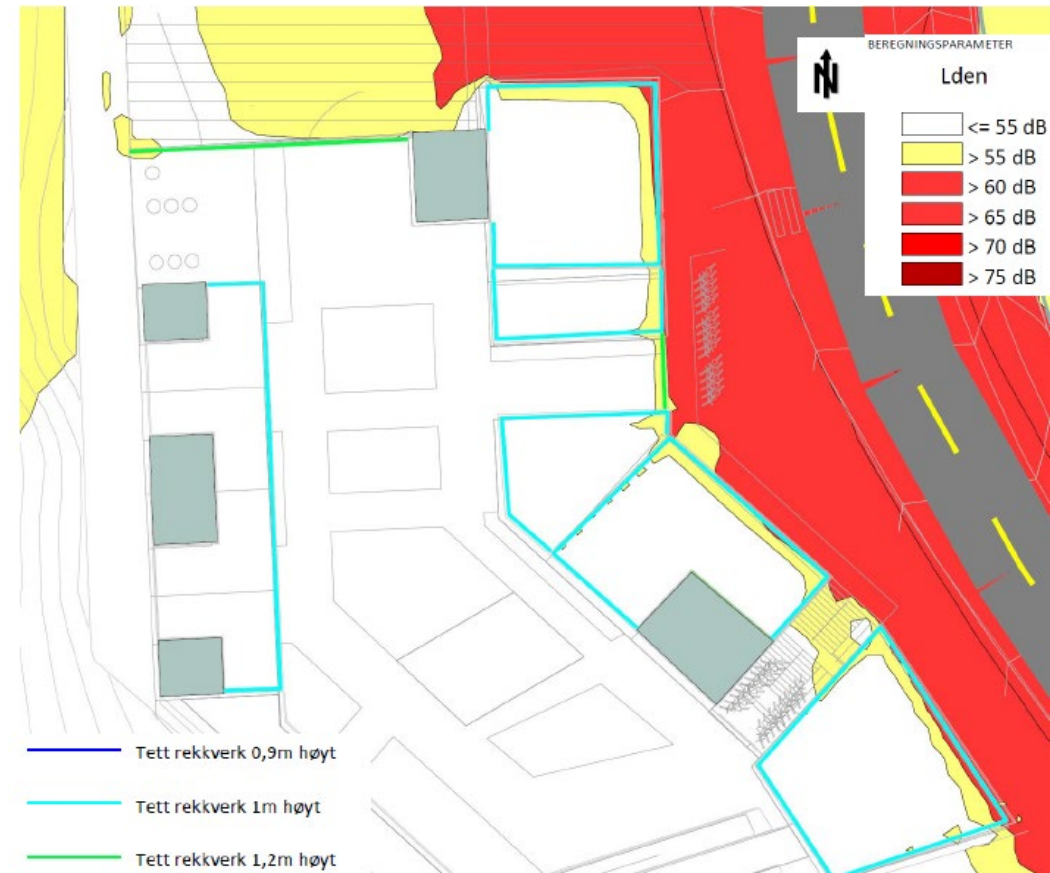 N
BEREGNINGSPARAMETER
Lden
<= 55 dB
> 55 dB
> 60 dB
> 65 dB
> 70 dB
> 75 dB
Tett rekkverk 0,9m høyt
Tett rekkverk 1m høyt
Tett rekkverk 1,2m høyt